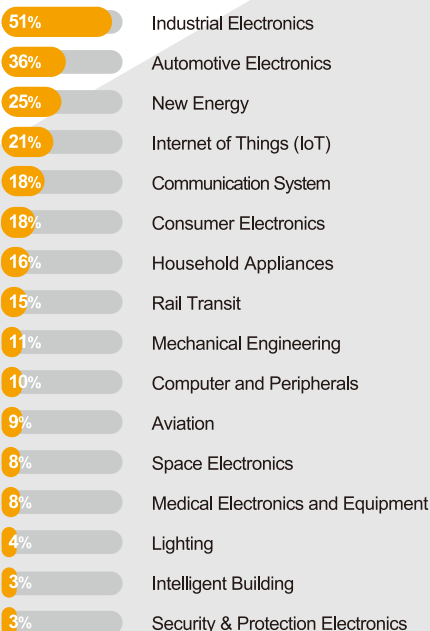 51% Industrial Electronics
36% Automotive Electronics
25% New Energy
21% Internet of Things (IoT)
18% Communication System
18% Consumer Electronics
16% Household Appliances
15% Rail Transit
11% Mechanical Engineering
10% Computer and Peripherals
9% Aviation
8% Space Electronics
8% Medical Electronics and Equipment
4% Lighting
3% Intelligent Building
3% Security & Protection Electronics